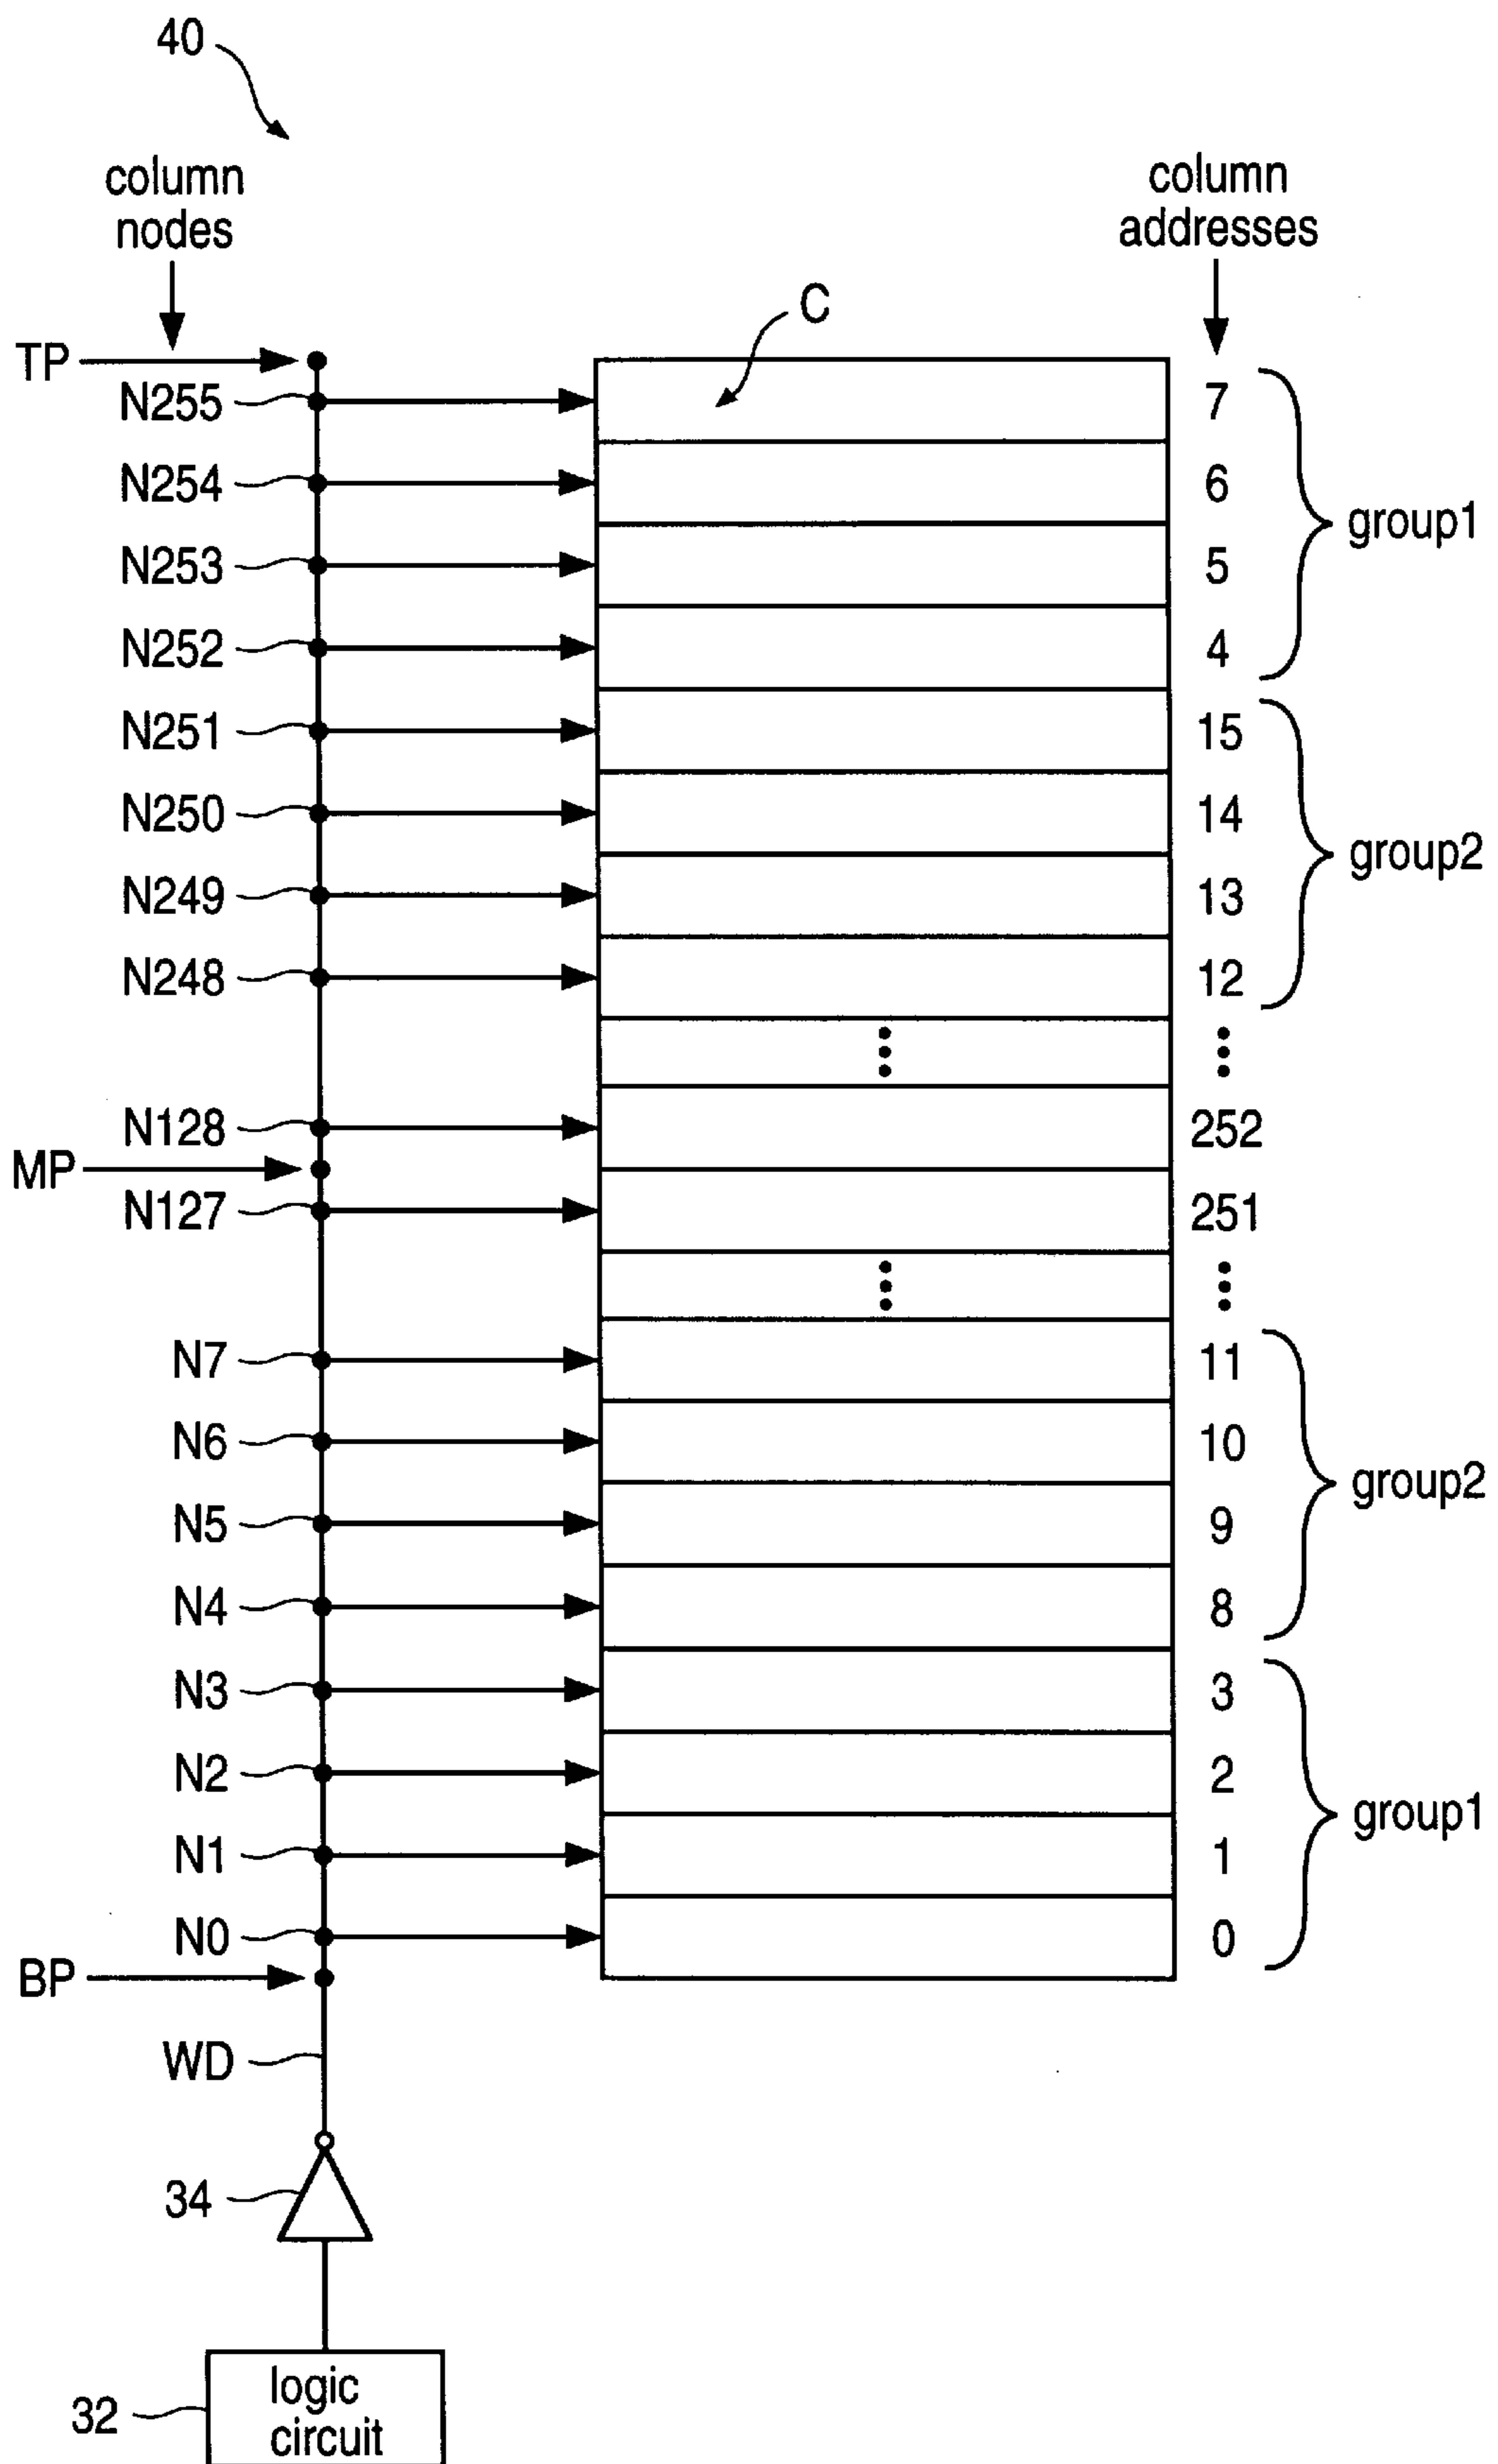 40
column
nodes
column
addresses
C
TP
N255
7
N254
6
group1
N253
5
N252
4
N251
15
N250
14
group2
N249
13
N248
12
N128
252
MP
N127
251
N7
11
N6
10
group2
N5
9
N4
8
N3
3
N2
2
group1
N1
1
N0
0
BP
WD
34
logic
circuit
32